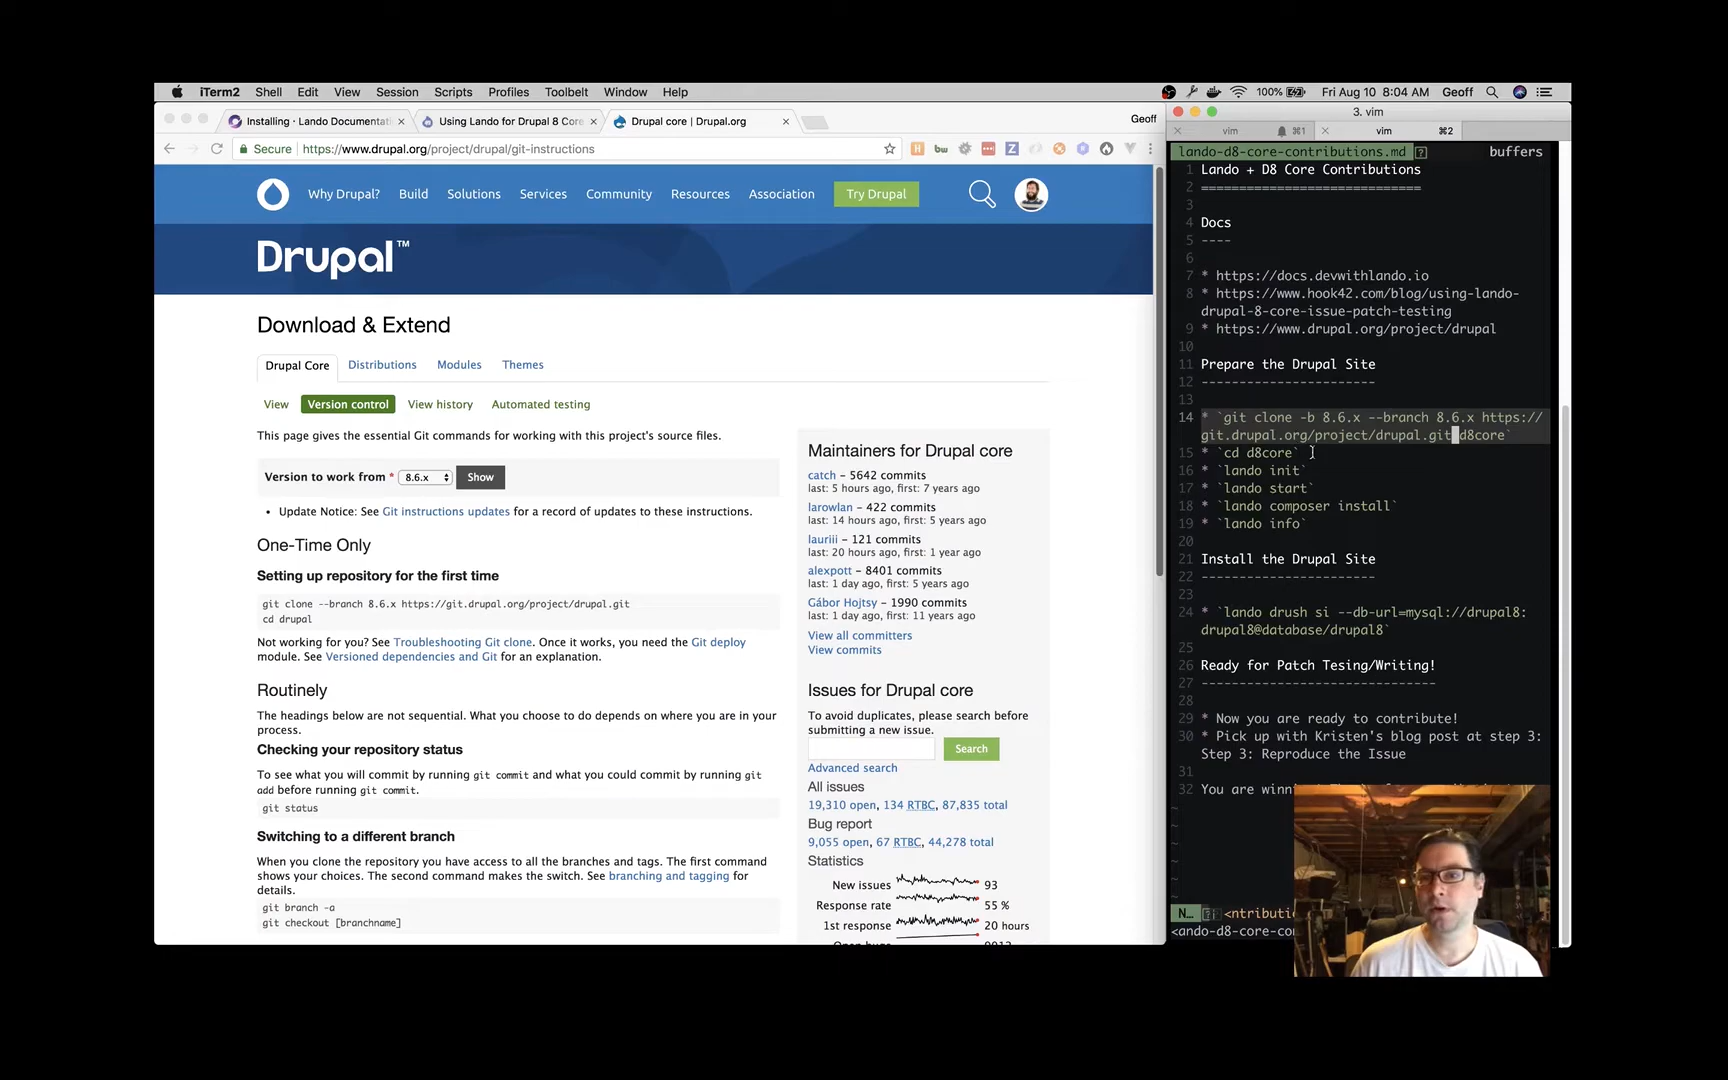 iTerm2 Shell Edit View Session Scripts Profiles Toolbelt Window Help 100% Fri Aug 10 8:04 AM Geoff
Installing · Lando Documentati × Using Lando for Drupal 8 Core × Drupal core | Drupal.org × Geoff
Secure https://www.drupal.org/project/drupal/git-instructions
Why Drupal? Build Solutions Services Community Resources Association Try Drupal
Drupal™
Download & Extend
Drupal Core Distributions Modules Themes
View Version control View history Automated testing
This page gives the essential Git commands for working with this project's source files.
Version to work from * 8.6.x Show
• Update Notice: See Git instructions updates for a record of updates to these instructions.
One-Time Only
Setting up repository for the first time
git clone --branch 8.6.x https://git.drupal.org/project/drupal.git
cd drupal
Not working for you? See Troubleshooting Git clone. Once it works, you need the Git deploy
module. See Versioned dependencies and Git for an explanation.
Routinely
The headings below are not sequential. What you choose to do depends on where you are in your
process.
Checking your repository status
To see what you will commit by running git commit and what you could commit by running git
add before running git commit.
git status
Switching to a different branch
When you clone the repository you have access to all the branches and tags. The first command
shows your choices. The second command makes the switch. See branching and tagging for
details.
git branch -a
git checkout [branchname]
Maintainers for Drupal core
catch – 5642 commits
last: 5 hours ago, first: 7 years ago
larowlan – 422 commits
last: 14 hours ago, first: 5 years ago
lauriii – 121 commits
last: 20 hours ago, first: 1 year ago
alexpott – 8401 commits
last: 1 day ago, first: 5 years ago
Gábor Hojtsy – 1990 commits
last: 1 day ago, first: 11 years ago
View all committers
View commits
Issues for Drupal core
To avoid duplicates, please search before
submitting a new issue.
Search
Advanced search
All issues
19,310 open, 134 RTBC, 87,835 total
Bug report
9,055 open, 67 RTBC, 44,278 total
Statistics
New issues 93
Response rate 55 %
1st response 20 hours
3. vim
× vim ⌘1 × vim ⌘2
lando-d8-core-contributions.md buffers
1 Lando + D8 Core Contributions
2 =============================
3
4 Docs
5 ----
6
7 * https://docs.devwithlando.io
8 * https://www.hook42.com/blog/using-lando-
drupal-8-core-issue-patch-testing
9 * https://www.drupal.org/project/drupal
10
11 Prepare the Drupal Site
12 -----------------------
13
14 * `git clone -b 8.6.x --branch 8.6.x https://
git.drupal.org/project/drupal.git d8core`
15 * `cd d8core`
16 * `lando init`
17 * `lando start`
18 * `lando composer install`
19 * `lando info`
20
21 Install the Drupal Site
22 -----------------------
23
24 * `lando drush si --db-url=mysql://drupal8:
drupal8@database/drupal8`
25
26 Ready for Patch Tesing/Writing!
27 -------------------------------
28
29 * Now you are ready to contribute!
30 * Pick up with Kristen's blog post at step 3:
Step 3: Reproduce the Issue
31
32 You are winni
N... <ntributi
<ando-d8-core-co